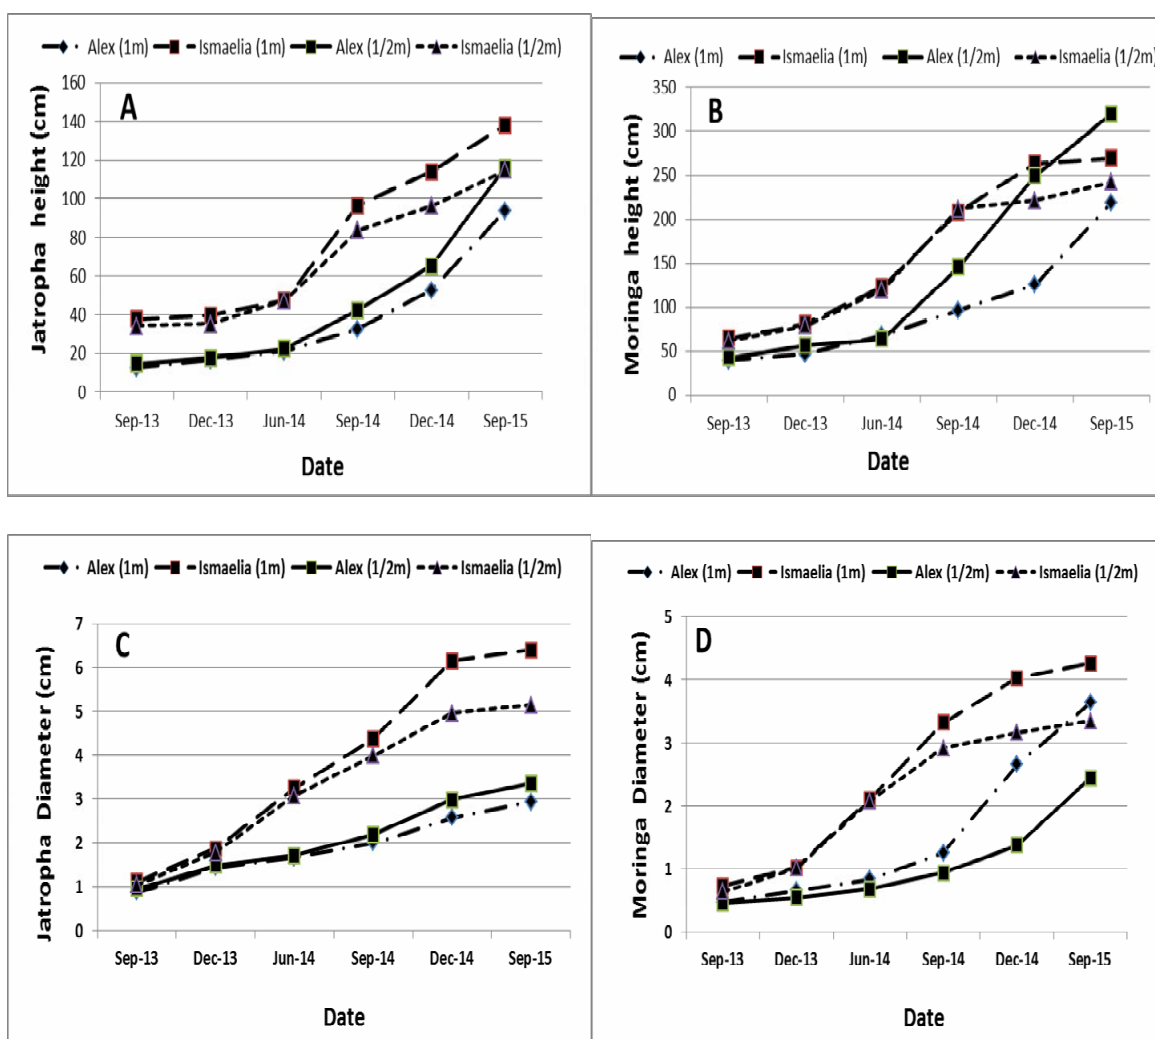 Alex (1m) Ismaelia (1m) Alex (1/2m) Ismaelia (1/2m)
A
Jatropha height (cm)
160
140
120
100
80
60
40
20
0
Sep-13 Dec-13 Jun-14 Sep-14 Dec-14 Sep-15
Date
Alex (1m) Ismaelia (1m) Alex (1/2m) Ismaelia (1/2m)
B
Moringa height (cm)
350
300
250
200
150
100
50
0
Sep-13 Dec-13 Jun-14 Sep-14 Dec-14 Sep-15
Date
Alex (1m) Ismaelia (1m) Alex (1/2m) Ismaelia (1/2m)
C
Jatropha Diameter (cm)
7
6
5
4
3
2
1
0
Sep-13 Dec-13 Jun-14 Sep-14 Dec-14 Sep-15
Date
Alex (1m) Ismaelia (1m) Alex (1/2m) Ismaelia (1/2m)
D
Moringa Diameter (cm)
5
4
3
2
1
0
Sep-13 Dec-13 Jun-14 Sep-14 Dec-14 Sep-15
Date